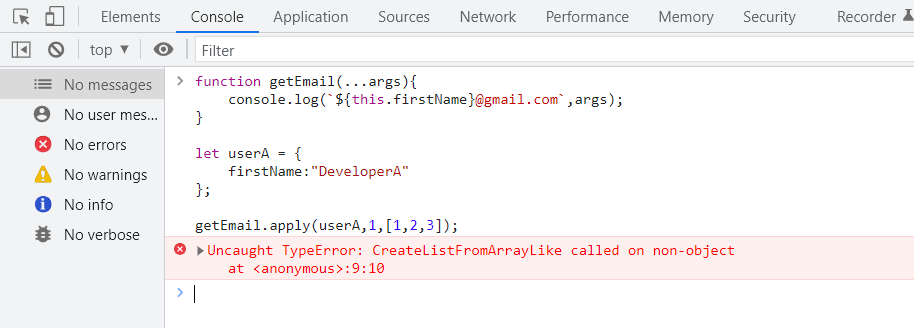 Elements Console Application Sources Network Performance Memory Security Recorder
top ▼ Filter
No messages
No user mes...
No errors
No warnings
No info
No verbose
> function getEmail(...args){
console.log(`${this.firstName}@gmail.com`,args);
}
let userA = {
firstName:"DeveloperA"
};
getEmail.apply(userA,1,[1,2,3]);
▶Uncaught TypeError: CreateListFromArrayLike called on non-object
at <anonymous>:9:10
>